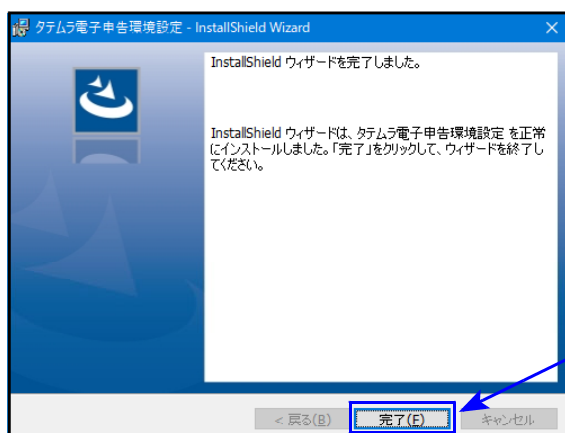 タテムラ電子申告環境設定 - InstallShield Wizard
InstallShield ウィザードを完了しました。
InstallShield ウィザードは、タテムラ電子申告環境設定 を正常
にインストールしました。「完了」をクリックして、ウィザードを終了し
てください。
< 戻る(B)
完了(F)
キャンセル